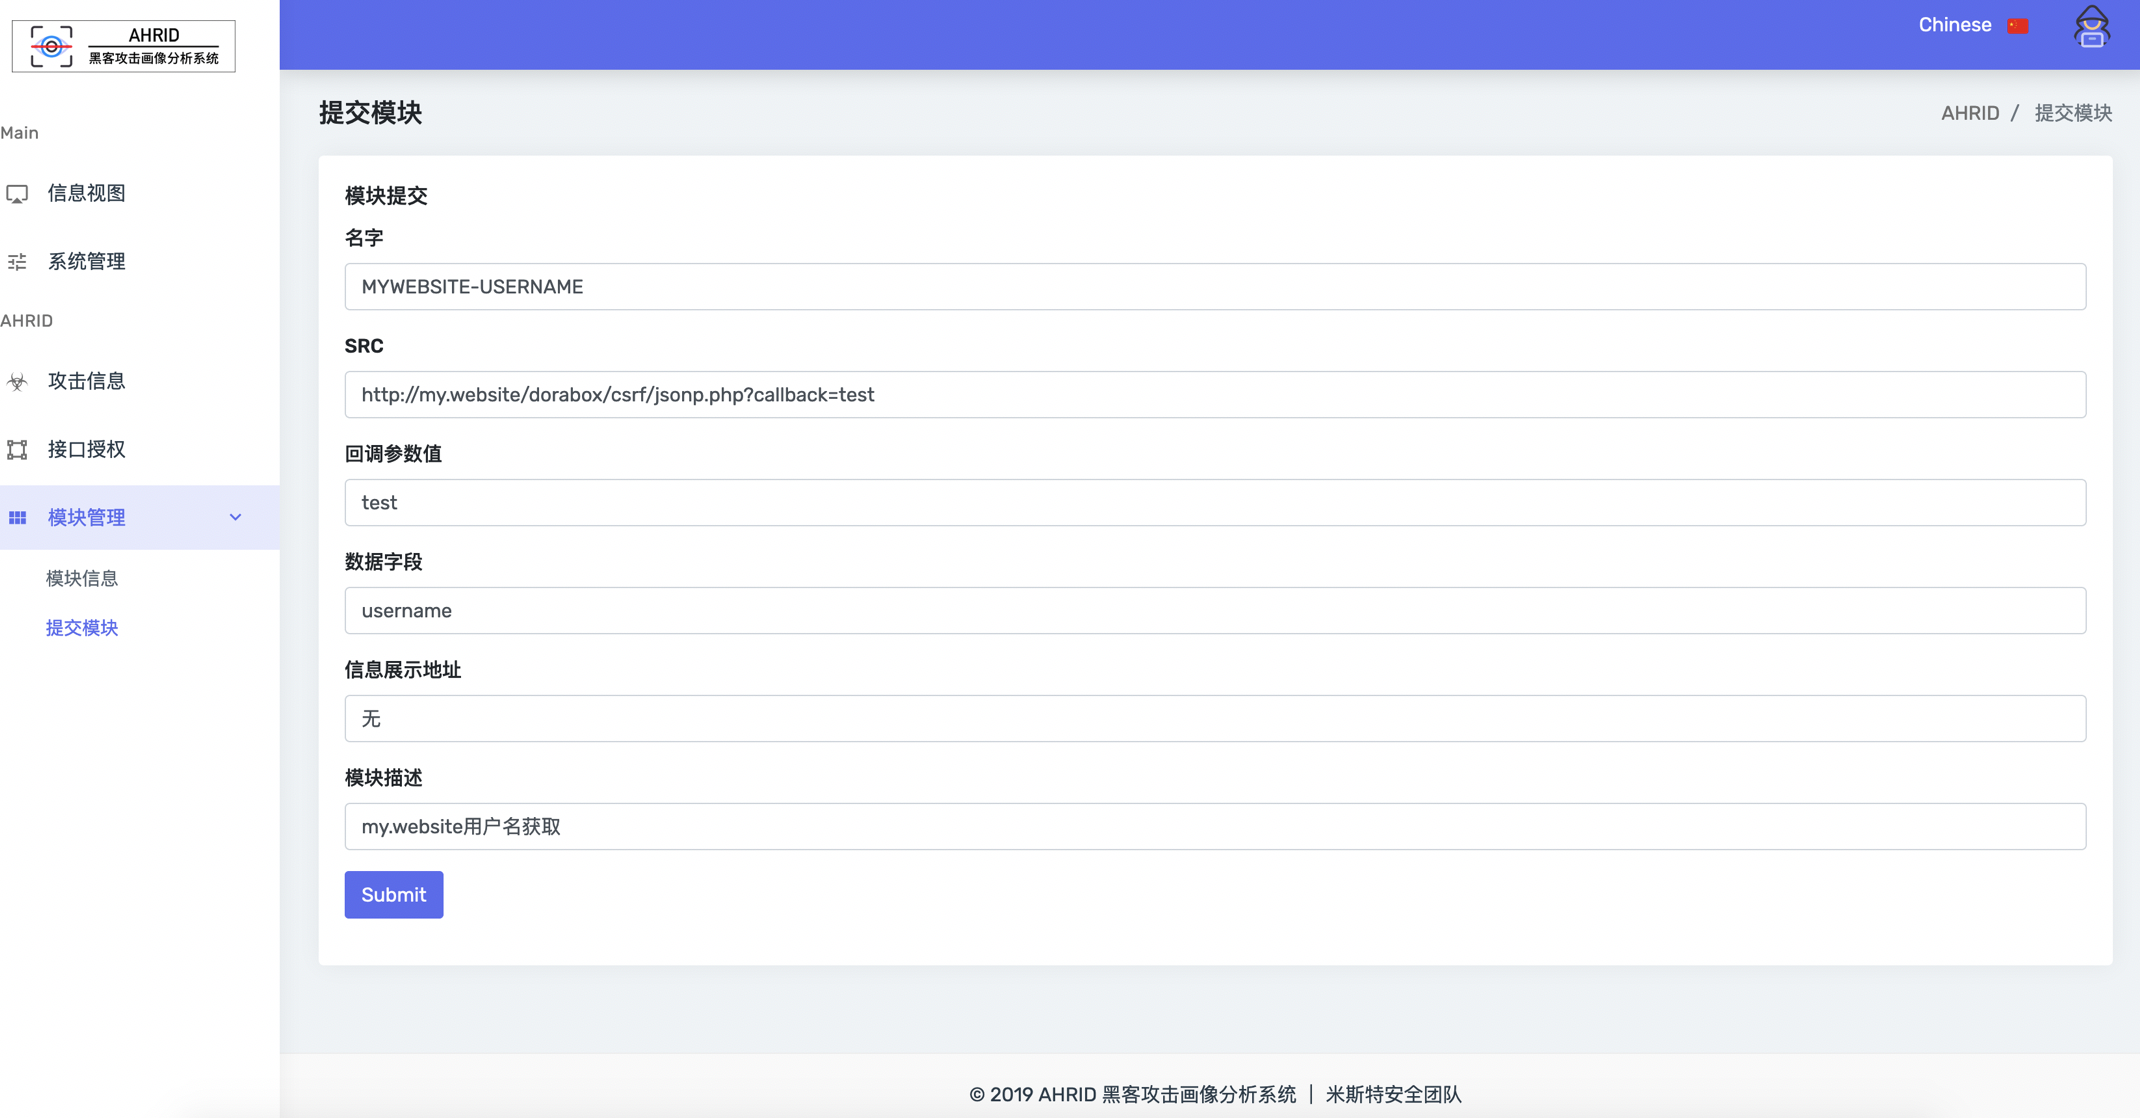 AHRID
黑客攻击画像分析系统
Chinese
提交模块
AHRID / 提交模块
Main
信息视图
系统管理
AHRID
攻击信息
接口授权
模块管理
模块信息
提交模块
模块提交
名字
MYWEBSITE-USERNAME
SRC
http://my.website/dorabox/csrf/jsonp.php?callback=test
回调参数值
test
数据字段
username
信息展示地址
无
模块描述
my.website用户名获取
Submit
© 2019 AHRID 黑客攻击画像分析系统 | 米斯特安全团队